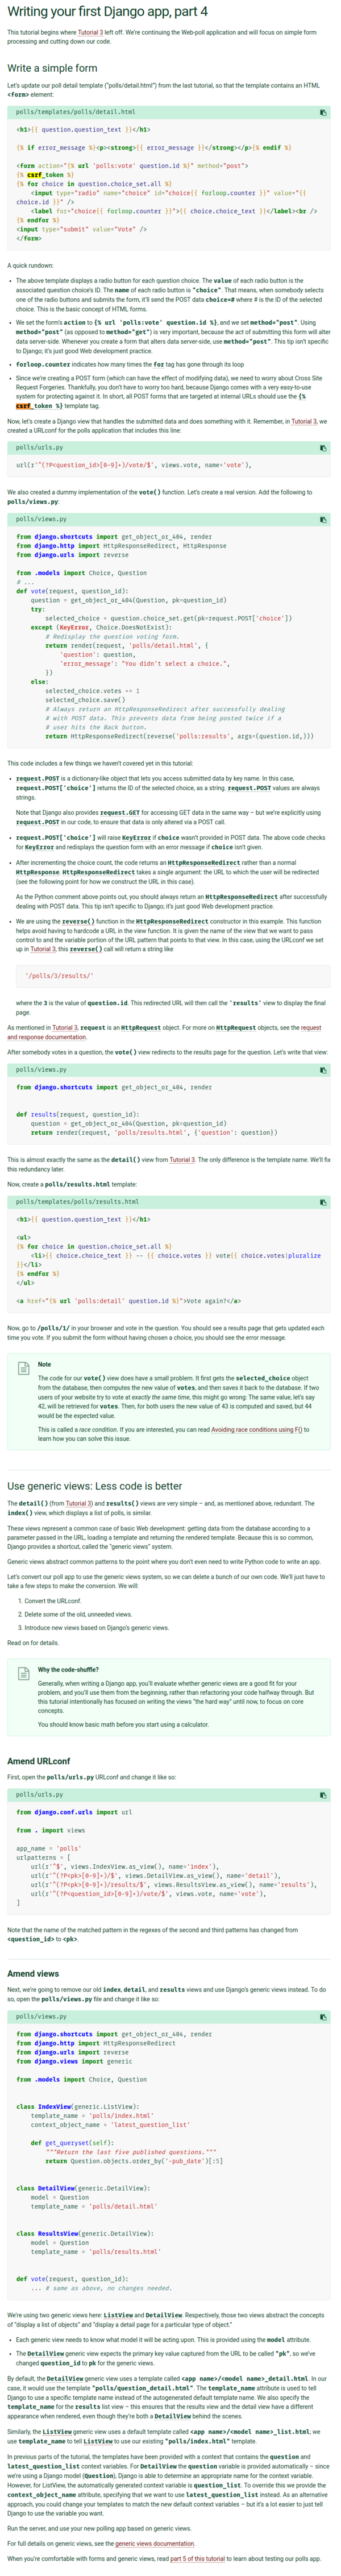 Writing your first Django app, part 4
This tutorial begins where Tutorial 3 left off. We're continuing the Web-poll application and will focus on simple form
processing and cutting down our code.
Write a simple form
Let's update our poll detail template ("polls/detail.html") from the last tutorial, so that the template contains an HTML
<form> element:
polls/templates/polls/detail.html
<h1>{{ question.question_text }}</h1>
{% if error_message %}<p><strong>{{ error_message }}</strong></p>{% endif %}
<form action="{% url 'polls:vote' question.id %}" method="post">
{% csrf_token %}
{% for choice in question.choice_set.all %}
    <input type="radio" name="choice" id="choice{{ forloop.counter }}" value="{{
choice.id }}" />
    <label for="choice{{ forloop.counter }}">{{ choice.choice_text }}</label><br />
{% endfor %}
<input type="submit" value="Vote" />
</form>
A quick rundown:
• The above template displays a radio button for each question choice. The value of each radio button is the
associated question choice's ID. The name of each radio button is "choice". That means, when somebody selects
one of the radio buttons and submits the form, it'll send the POST data choice=# where # is the ID of the selected
choice. This is the basic concept of HTML forms.
• We set the form's action to {% url 'polls:vote' question.id %}, and we set method="post". Using
method="post" (as opposed to method="get") is very important, because the act of submitting this form will alter
data server-side. Whenever you create a form that alters data server-side, use method="post". This tip isn't specific
to Django; it's just good Web development practice.
• forloop.counter indicates how many times the for tag has gone through its loop
• Since we're creating a POST form (which can have the effect of modifying data), we need to worry about Cross Site
Request Forgeries. Thankfully, you don't have to worry too hard, because Django comes with a very easy-to-use
system for protecting against it. In short, all POST forms that are targeted at internal URLs should use the {%
csrf_token %} template tag.
Now, let's create a Django view that handles the submitted data and does something with it. Remember, in Tutorial 3, we
created a URLconf for the polls application that includes this line:
polls/urls.py
url(r'^(?P<question_id>[0-9]+)/vote/$', views.vote, name='vote'),
We also created a dummy implementation of the vote() function. Let's create a real version. Add the following to
polls/views.py:
polls/views.py
from django.shortcuts import get_object_or_404, render
from django.http import HttpResponseRedirect, HttpResponse
from django.urls import reverse
from .models import Choice, Question
# ...
def vote(request, question_id):
    question = get_object_or_404(Question, pk=question_id)
    try:
        selected_choice = question.choice_set.get(pk=request.POST['choice'])
    except (KeyError, Choice.DoesNotExist):
        # Redisplay the question voting form.
        return render(request, 'polls/detail.html', {
            'question': question,
            'error_message': "You didn't select a choice.",
        })
    else:
        selected_choice.votes += 1
        selected_choice.save()
        # Always return an HttpResponseRedirect after successfully dealing
        # with POST data. This prevents data from being posted twice if a
        # user hits the Back button.
        return HttpResponseRedirect(reverse('polls:results', args=(question.id,)))
This code includes a few things we haven't covered yet in this tutorial:
• request.POST is a dictionary-like object that lets you access submitted data by key name. In this case,
request.POST['choice'] returns the ID of the selected choice, as a string. request.POST values are always
strings.
Note that Django also provides request.GET for accessing GET data in the same way – but we're explicitly using
request.POST in our code, to ensure that data is only altered via a POST call.
• request.POST['choice'] will raise KeyError if choice wasn't provided in POST data. The above code checks
for KeyError and redisplays the question form with an error message if choice isn't given.
• After incrementing the choice count, the code returns an HttpResponseRedirect rather than a normal
HttpResponse. HttpResponseRedirect takes a single argument: the URL to which the user will be redirected
(see the following point for how we construct the URL in this case).
As the Python comment above points out, you should always return an HttpResponseRedirect after successfully
dealing with POST data. This tip isn't specific to Django; it's just good Web development practice.
• We are using the reverse() function in the HttpResponseRedirect constructor in this example. This function
helps avoid having to hardcode a URL in the view function. It is given the name of the view that we want to pass
control to and the variable portion of the URL pattern that points to that view. In this case, using the URLconf we set
up in Tutorial 3, this reverse() call will return a string like
'/polls/3/results/'
where the 3 is the value of question.id. This redirected URL will then call the 'results' view to display the final
page.
As mentioned in Tutorial 3, request is an HttpRequest object. For more on HttpRequest objects, see the request
and response documentation.
After somebody votes in a question, the vote() view redirects to the results page for the question. Let's write that view:
polls/views.py
from django.shortcuts import get_object_or_404, render
def results(request, question_id):
    question = get_object_or_404(Question, pk=question_id)
    return render(request, 'polls/results.html', {'question': question})
This is almost exactly the same as the detail() view from Tutorial 3. The only difference is the template name. We'll fix
this redundancy later.
Now, create a polls/results.html template:
polls/templates/polls/results.html
<h1>{{ question.question_text }}</h1>
<ul>
{% for choice in question.choice_set.all %}
    <li>{{ choice.choice_text }} -- {{ choice.votes }} vote{{ choice.votes|pluralize
}}</li>
{% endfor %}
</ul>
<a href="{% url 'polls:detail' question.id %}">Vote again?</a>
Now, go to /polls/1/ in your browser and vote in the question. You should see a results page that gets updated each
time you vote. If you submit the form without having chosen a choice, you should see the error message.
Note
The code for our vote() view does have a small problem. It first gets the selected_choice object
from the database, then computes the new value of votes, and then saves it back to the database. If two
users of your website try to vote at exactly the same time, this might go wrong: The same value, let's say
42, will be retrieved for votes. Then, for both users the new value of 43 is computed and saved, but 44
would be the expected value.
This is called a race condition. If you are interested, you can read Avoiding race conditions using F() to
learn how you can solve this issue.
Use generic views: Less code is better
The detail() (from Tutorial 3) and results() views are very simple – and, as mentioned above, redundant. The
index() view, which displays a list of polls, is similar.
These views represent a common case of basic Web development: getting data from the database according to a
parameter passed in the URL, loading a template and returning the rendered template. Because this is so common,
Django provides a shortcut, called the "generic views" system.
Generic views abstract common patterns to the point where you don't even need to write Python code to write an app.
Let's convert our poll app to use the generic views system, so we can delete a bunch of our own code. We'll just have to
take a few steps to make the conversion. We will:
1. Convert the URLconf.
2. Delete some of the old, unneeded views.
3. Introduce new views based on Django's generic views.
Read on for details.
Why the code-shuffle?
Generally, when writing a Django app, you'll evaluate whether generic views are a good fit for your
problem, and you'll use them from the beginning, rather than refactoring your code halfway through. But
this tutorial intentionally has focused on writing the views "the hard way" until now, to focus on core
concepts.
You should know basic math before you start using a calculator.
Amend URLconf
First, open the polls/urls.py URLconf and change it like so:
polls/urls.py
from django.conf.urls import url
from . import views
app_name = 'polls'
urlpatterns = [
    url(r'^$', views.IndexView.as_view(), name='index'),
    url(r'^(?P<pk>[0-9]+)/$', views.DetailView.as_view(), name='detail'),
    url(r'^(?P<pk>[0-9]+)/results/$', views.ResultsView.as_view(), name='results'),
    url(r'^(?P<question_id>[0-9]+)/vote/$', views.vote, name='vote'),
]
Note that the name of the matched pattern in the regexes of the second and third patterns has changed from
<question_id> to <pk>.
Amend views
Next, we're going to remove our old index, detail, and results views and use Django's generic views instead. To do
so, open the polls/views.py file and change it like so:
polls/views.py
from django.shortcuts import get_object_or_404, render
from django.http import HttpResponseRedirect
from django.urls import reverse
from django.views import generic
from .models import Choice, Question
class IndexView(generic.ListView):
    template_name = 'polls/index.html'
    context_object_name = 'latest_question_list'
    def get_queryset(self):
        """Return the last five published questions."""
        return Question.objects.order_by('-pub_date')[:5]
class DetailView(generic.DetailView):
    model = Question
    template_name = 'polls/detail.html'
class ResultsView(generic.DetailView):
    model = Question
    template_name = 'polls/results.html'
def vote(request, question_id):
    ... # same as above, no changes needed.
We're using two generic views here: ListView and DetailView. Respectively, those two views abstract the concepts
of "display a list of objects" and "display a detail page for a particular type of object."
• Each generic view needs to know what model it will be acting upon. This is provided using the model attribute.
• The DetailView generic view expects the primary key value captured from the URL to be called "pk", so we've
changed question_id to pk for the generic views.
By default, the DetailView generic view uses a template called <app name>/<model name>_detail.html. In our
case, it would use the template "polls/question_detail.html". The template_name attribute is used to tell
Django to use a specific template name instead of the autogenerated default template name. We also specify the
template_name for the results list view – this ensures that the results view and the detail view have a different
appearance when rendered, even though they're both a DetailView behind the scenes.
Similarly, the ListView generic view uses a default template called <app name>/<model name>_list.html; we
use template_name to tell ListView to use our existing "polls/index.html" template.
In previous parts of the tutorial, the templates have been provided with a context that contains the question and
latest_question_list context variables. For DetailView the question variable is provided automatically – since
we're using a Django model (Question), Django is able to determine an appropriate name for the context variable.
However, for ListView, the automatically generated context variable is question_list. To override this we provide the
context_object_name attribute, specifying that we want to use latest_question_list instead. As an alternative
approach, you could change your templates to match the new default context variables – but it's a lot easier to just tell
Django to use the variable you want.
Run the server, and use your new polling app based on generic views.
For full details on generic views, see the generic views documentation.
When you're comfortable with forms and generic views, read part 5 of this tutorial to learn about testing our polls app.